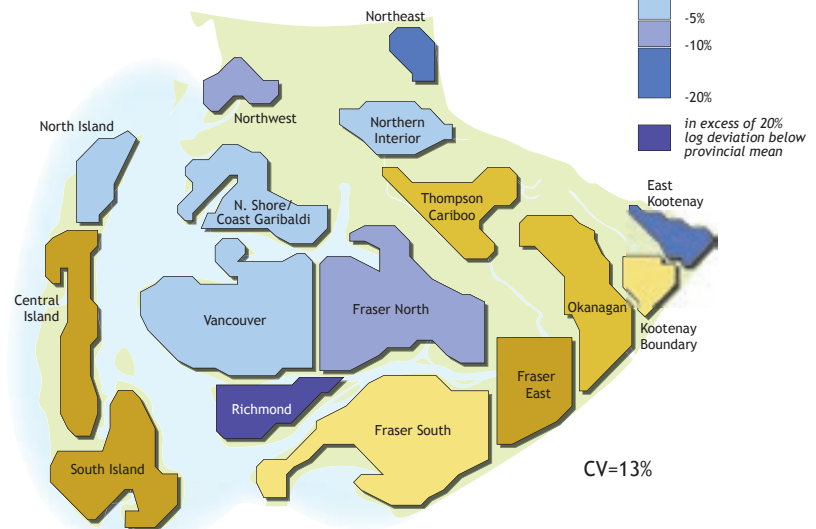 Northeast
-5%
-10%
-20%
in excess of 20%
log deviation below
provincial mean
Northwest
North Island
Northern
Interior
N. Shore/
Coast Garibaldi
Thompson
Cariboo
East
Kootenay
Central
Island
Vancouver
Fraser North
Okanagan
Kootenay
Boundary
Richmond
Fraser
East
Fraser South
South Island
CV=13%